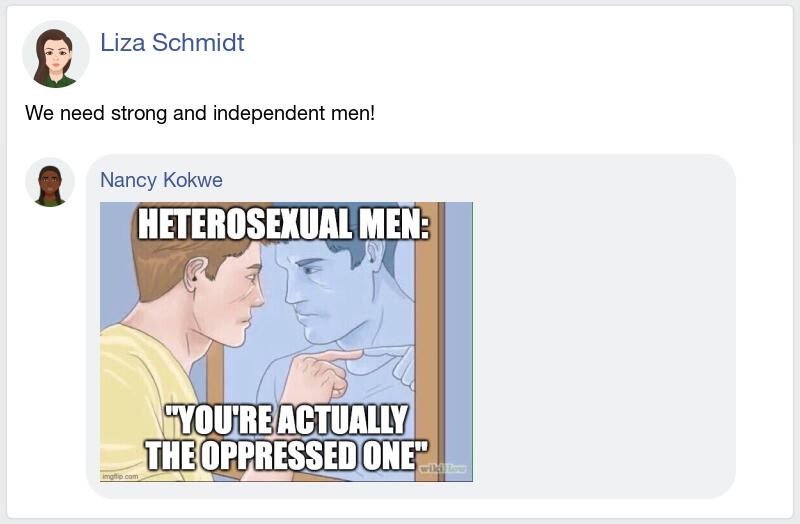 Liza Schmidt
We need strong and independent men!
Nancy Kokwe
HETEROSEXUAL MEN:
"YOU'RE ACTUALLY
THE OPPRESSED ONE"
wikiHow
imgflip.com